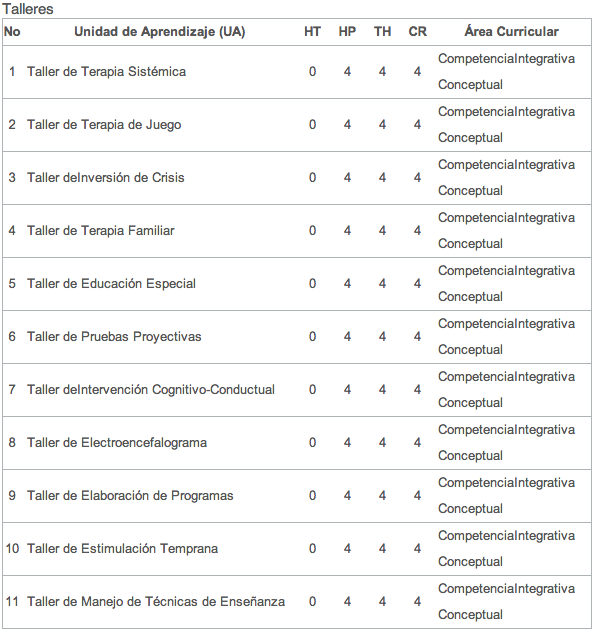 Talleres
No Unidad de Aprendizaje (UA) HT HP TH CR Área Curricular
1 Taller de Terapia Sistémica 0 4 4 4 CompetenciaIntegrativa
Conceptual
2 Taller de Terapia de Juego 0 4 4 4 CompetenciaIntegrativa
Conceptual
3 Taller deInversión de Crisis 0 4 4 4 CompetenciaIntegrativa
Conceptual
4 Taller de Terapia Familiar 0 4 4 4 CompetenciaIntegrativa
Conceptual
5 Taller de Educación Especial 0 4 4 4 CompetenciaIntegrativa
Conceptual
6 Taller de Pruebas Proyectivas 0 4 4 4 CompetenciaIntegrativa
Conceptual
7 Taller deIntervención Cognitivo-Conductual 0 4 4 4 CompetenciaIntegrativa
Conceptual
8 Taller de Electroencefalograma 0 4 4 4 CompetenciaIntegrativa
Conceptual
9 Taller de Elaboración de Programas 0 4 4 4 CompetenciaIntegrativa
Conceptual
10 Taller de Estimulación Temprana 0 4 4 4 CompetenciaIntegrativa
Conceptual
11 Taller de Manejo de Técnicas de Enseñanza 0 4 4 4 CompetenciaIntegrativa
Conceptual